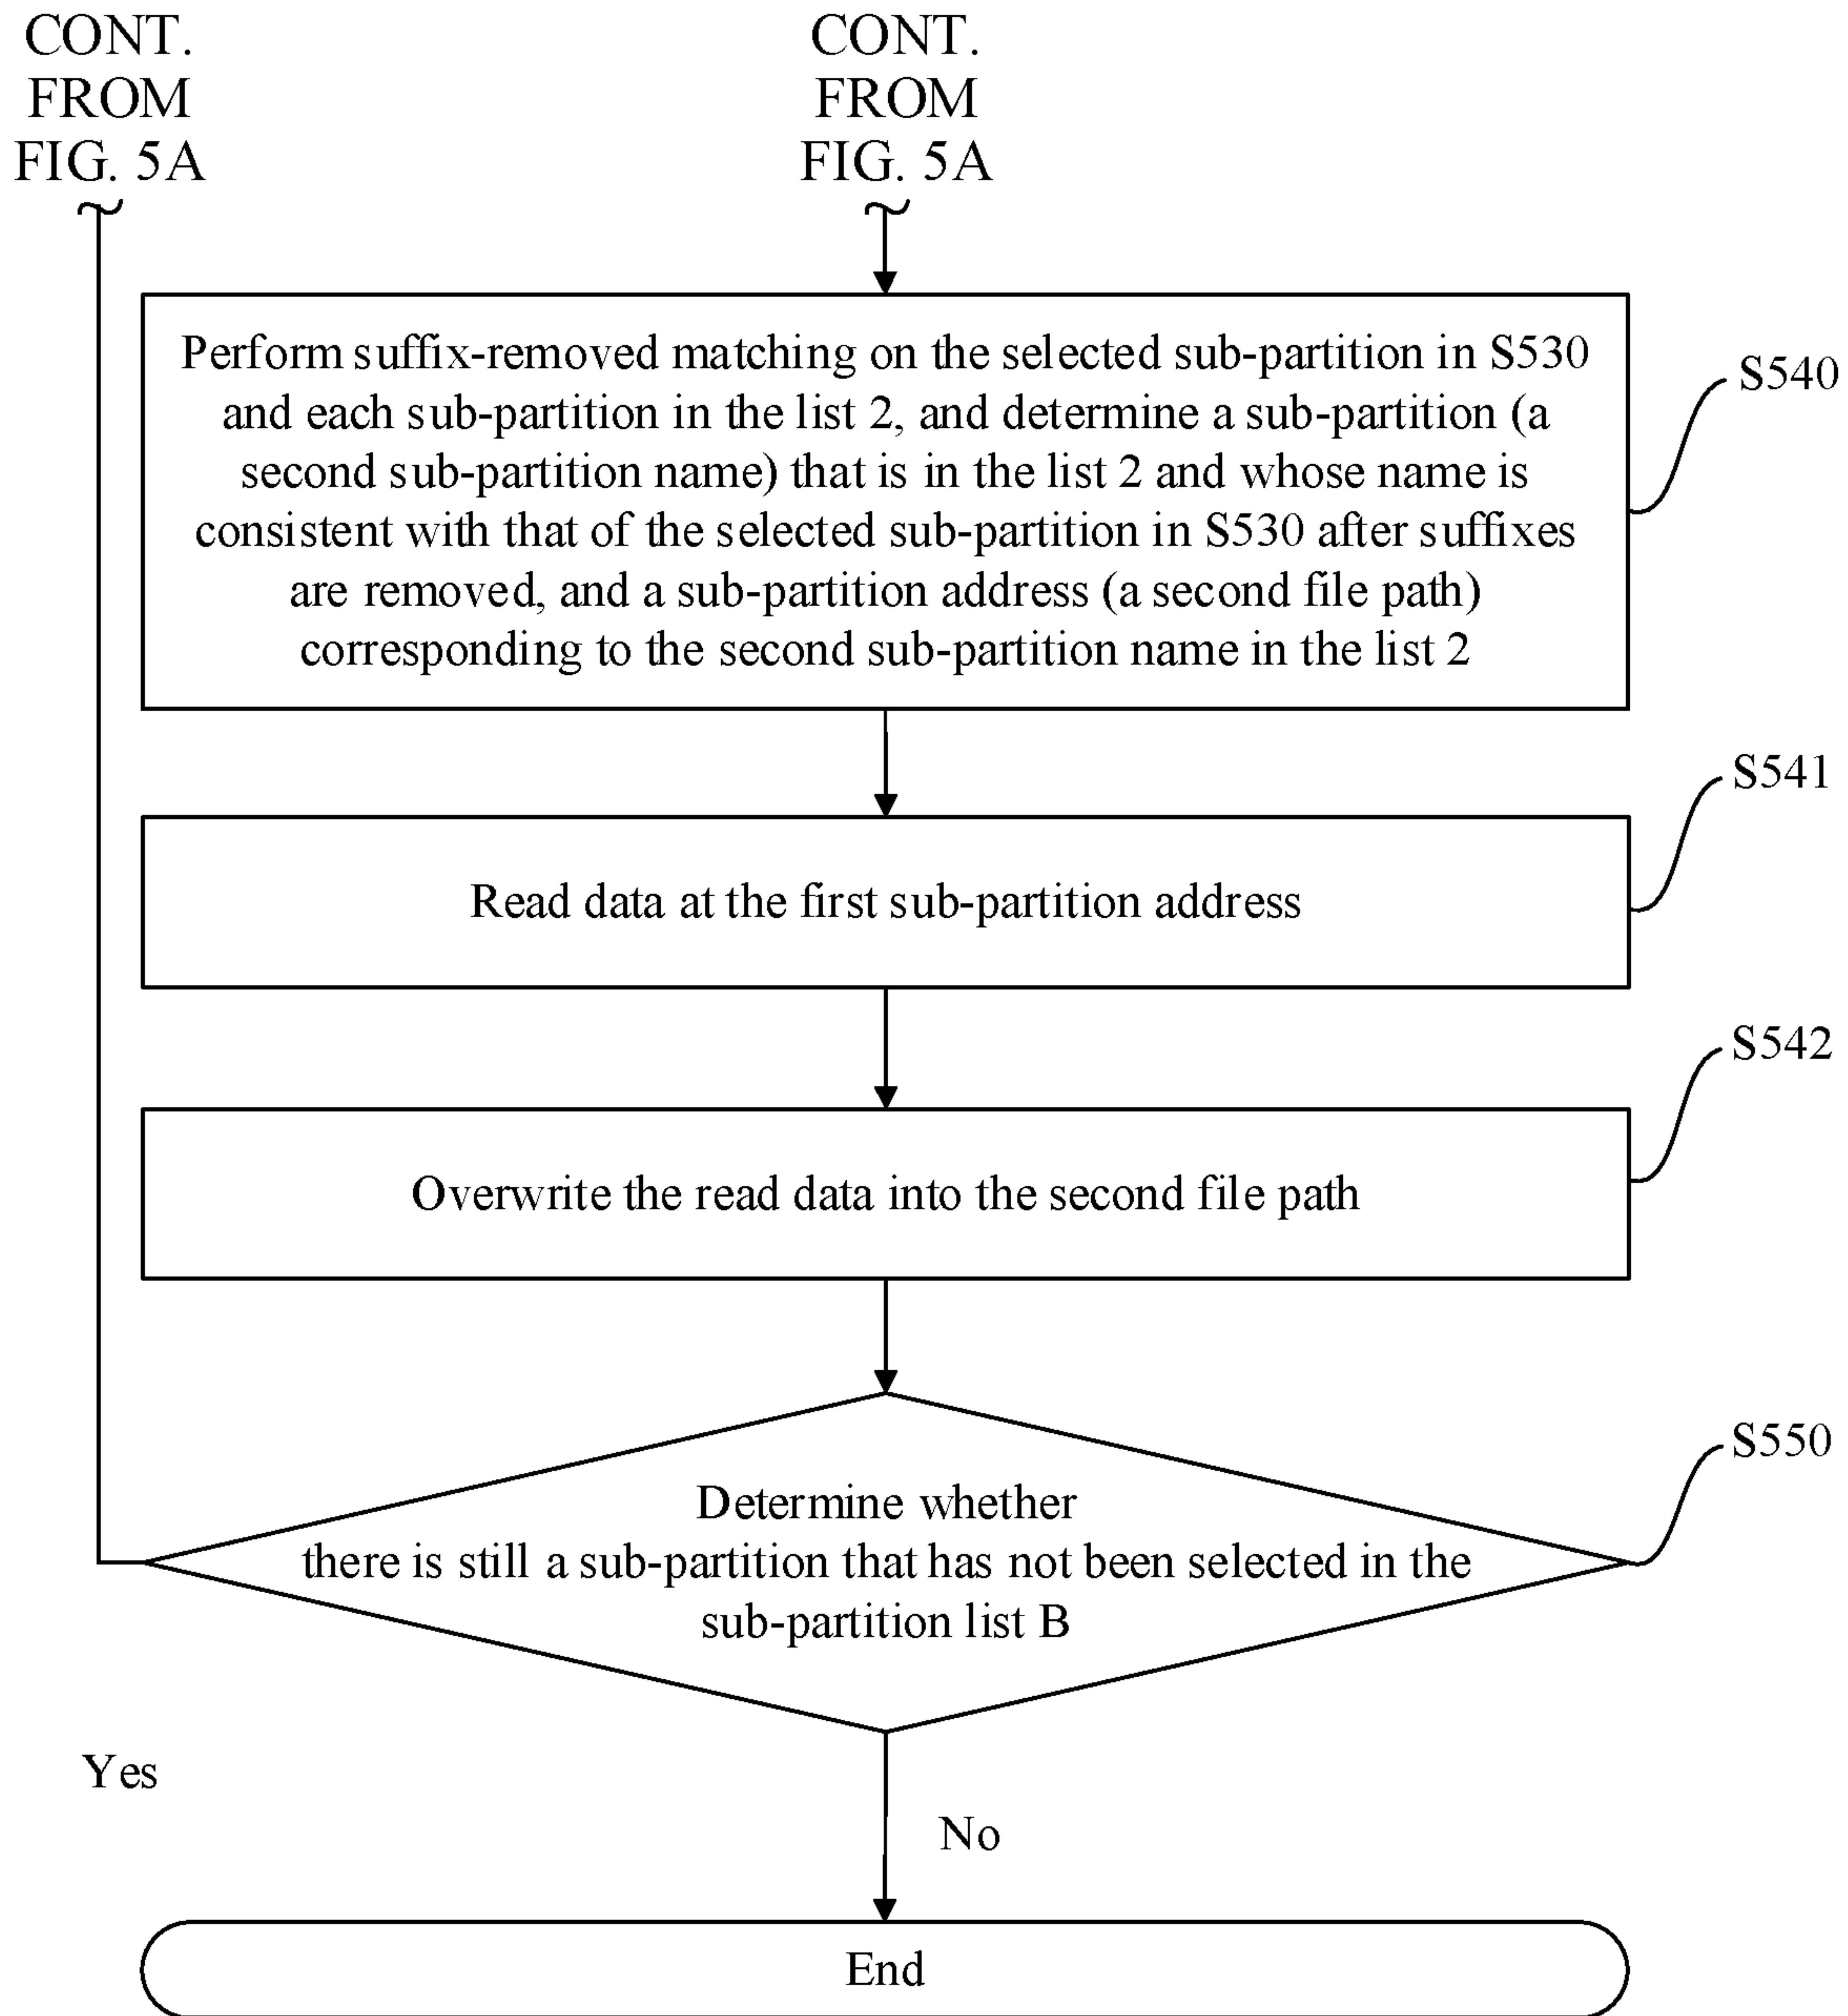 CONT.
FROM
FIG. 5A
CONT.
FROM
FIG. 5A
Perform suffix-removed matching on the selected sub-partition in S530
and each sub-partition in the list 2, and determine a sub-partition (a
second sub-partition name) that is in the list 2 and whose name is
consistent with that of the selected sub-partition in S530 after suffixes
are removed, and a sub-partition address (a second file path)
corresponding to the second sub-partition name in the list 2
S540
S541
Read data at the first sub-partition address
S542
Overwrite the read data into the second file path
S550
Determine whether
there is still a sub-partition that has not been selected in the
sub-partition list B
Yes
No
End